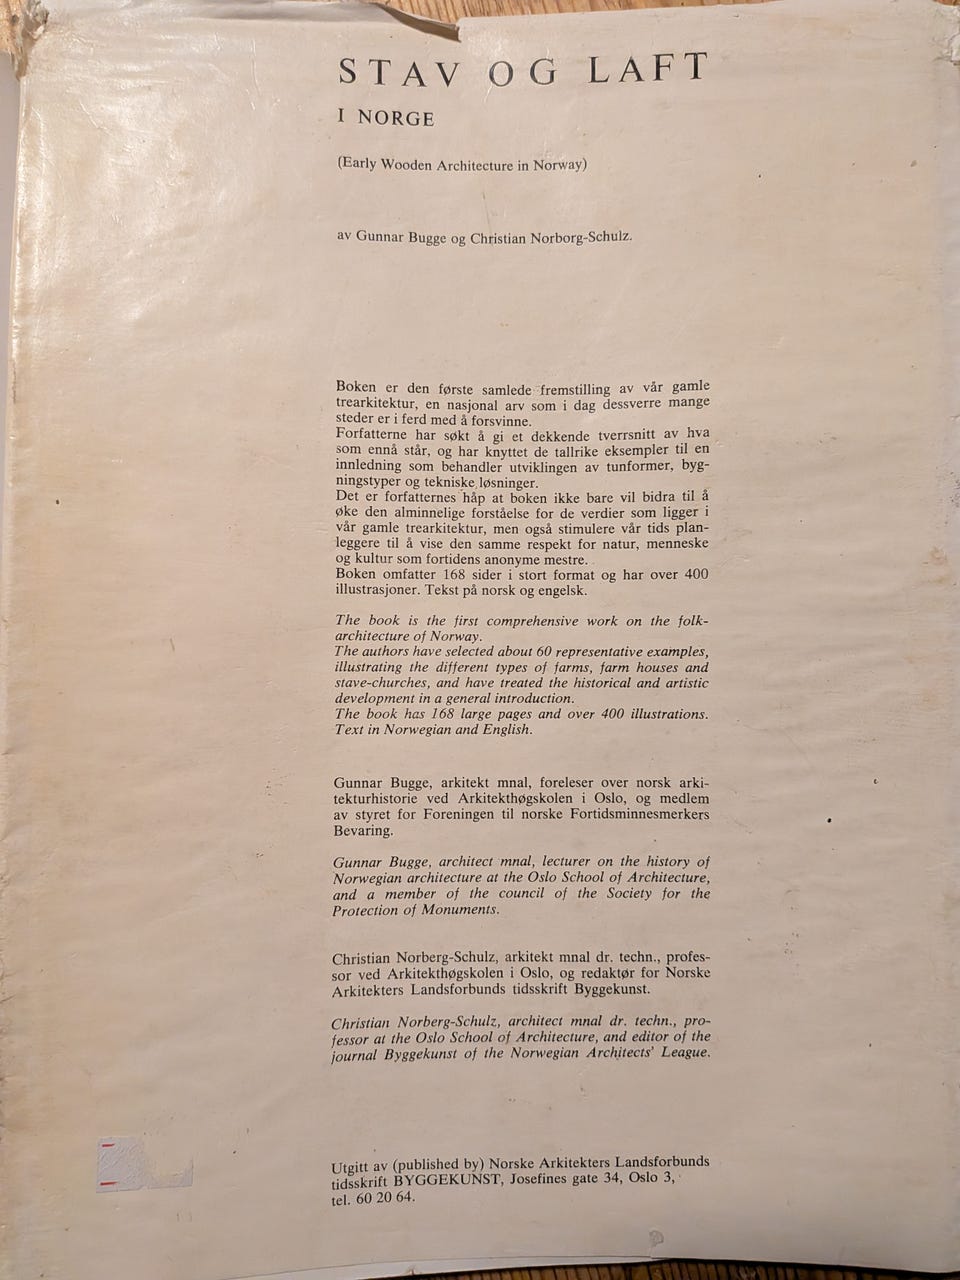 STAV OG LAFT
I NORGE
(Early Wooden Architecture in Norway)
av Gunnar Bugge og Christian Norborg-Schulz.
Boken er den første samlede fremstilling av vår gamle
trearkitektur, en nasjonal arv som i dag dessverre mange
steder er i ferd med å forsvinne.
Forfatterne har søkt å gi et dekkende tverrsnitt av hva
som ennå står, og har knyttet de tallrike eksempler til en
innledning som behandler utviklingen av tunformer, byg-
ningstyper og tekniske løsninger.
Det er forfatternes håp at boken ikke bare vil bidra til å
øke den alminnelige forståelse for de verdier som ligger i
vår gamle trearkitektur, men også stimulere vår tids plan-
leggere til å vise den samme respekt for natur, menneske
og kultur som fortidens anonyme mestre.
Boken omfatter 168 sider i stort format og har over 400
illustrasjoner. Tekst på norsk og engelsk.
The book is the first comprehensive work on the folk-
architecture of Norway.
The authors have selected about 60 representative examples,
illustrating the different types of farms, farm houses and
stave-churches, and have treated the historical and artistic
development in a general introduction.
The book has 168 large pages and over 400 illustrations.
Text in Norwegian and English.
Gunnar Bugge, arkitekt mnal, foreleser over norsk arki-
tekturhistorie ved Arkitekthøgskolen i Oslo, og medlem
av styret for Foreningen til norske Fortidsminnesmerkers
Bevaring.
Gunnar Bugge, architect mnal, lecturer on the history of
Norwegian architecture at the Oslo School of Architecture,
and a member of the council of the Society for the
Protection of Monuments.
Christian Norberg-Schulz, arkitekt mnal dr. techn., profes-
sor ved Arkitekthøgskolen i Oslo, og redaktør for Norske
Arkitekters Landsforbunds tidsskrift Byggekunst.
Christian Norberg-Schulz, architect mnal dr. techn., pro-
fessor at the Oslo School of Architecture, and editor of the
journal Byggekunst of the Norwegian Architects' League.
Utgitt av (published by) Norske Arkitekters Landsforbunds
tidsskrift BYGGEKUNST, Josefines gate 34, Oslo 3,
tel. 60 20 64.